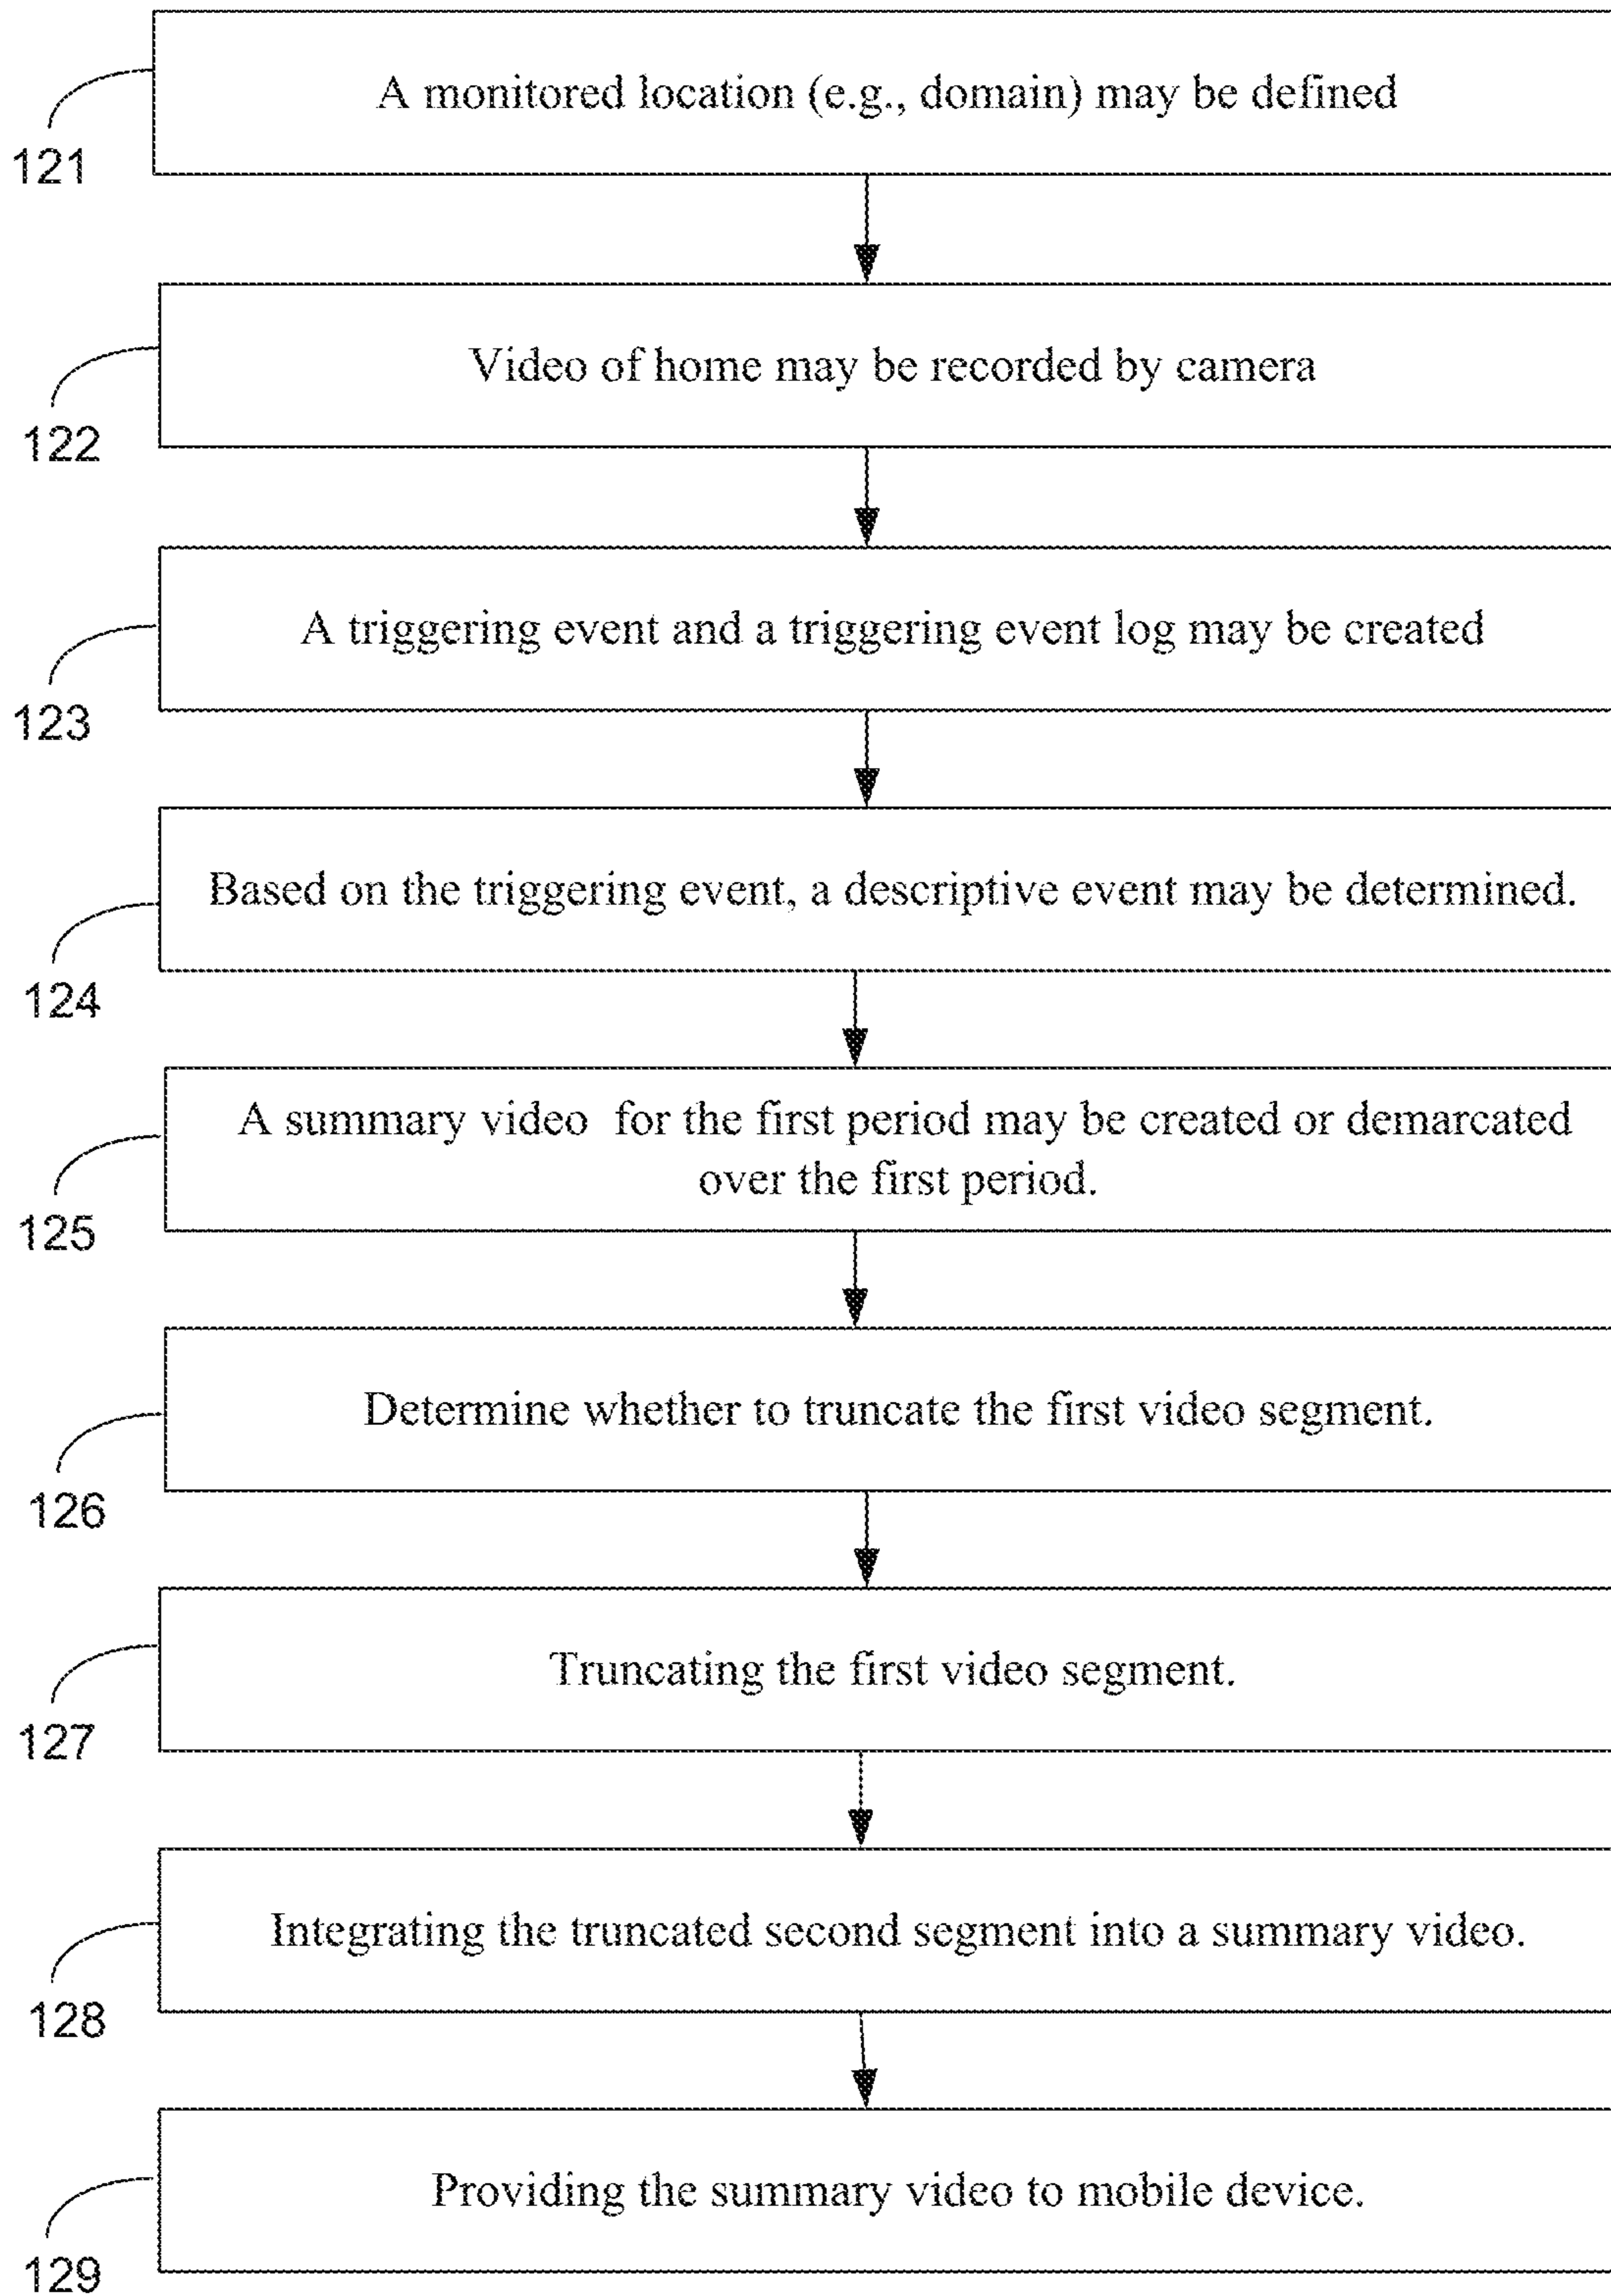 A monitored location (e.g., domain) may be defined
121
Video of home may be recorded by camera
122
A triggering event and a triggering event log may be created
123
Based on the triggering event, a descriptive event may be determined.
124
A summary video for the first period may be created or demarcated
over the first period.
125
Determine whether to truncate the first video segment.
126
Truncating the first video segment.
127
Integrating the truncated second segment into a summary video.
128
Providing the summary video to mobile device.
129